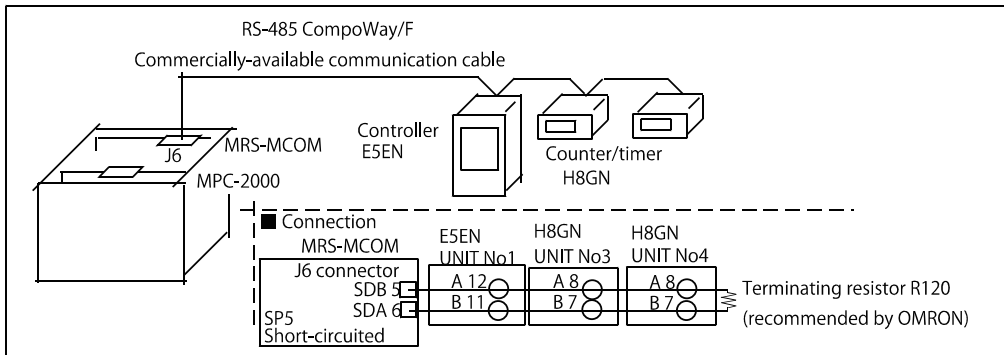 RS-485 CompoWay/F
Commercially-available communication cable
J6
MRS-MCOM
MPC-2000
Controller
E5EN
Counter/timer
H8GN
■ Connection
MRS-MCOM
J6 connector
SDB 5
SDA 6
SP5
Short-circuited
E5EN
UNIT No1
A 12
B 11
H8GN
UNIT No3
A 8
B 7
H8GN
UNIT No4
A 8
B 7
Terminating resistor R120
(recommended by OMRON)